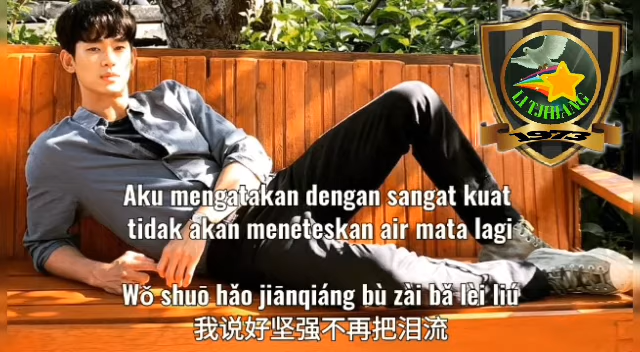 LITJHIANG
1973
Aku mengatakan dengan sangat kuat
tidak akan meneteskan air mata lagi
Wǒ shuō hǎo jiānqiáng bù zài bǎ lèi liú
我说好坚强不再把泪流